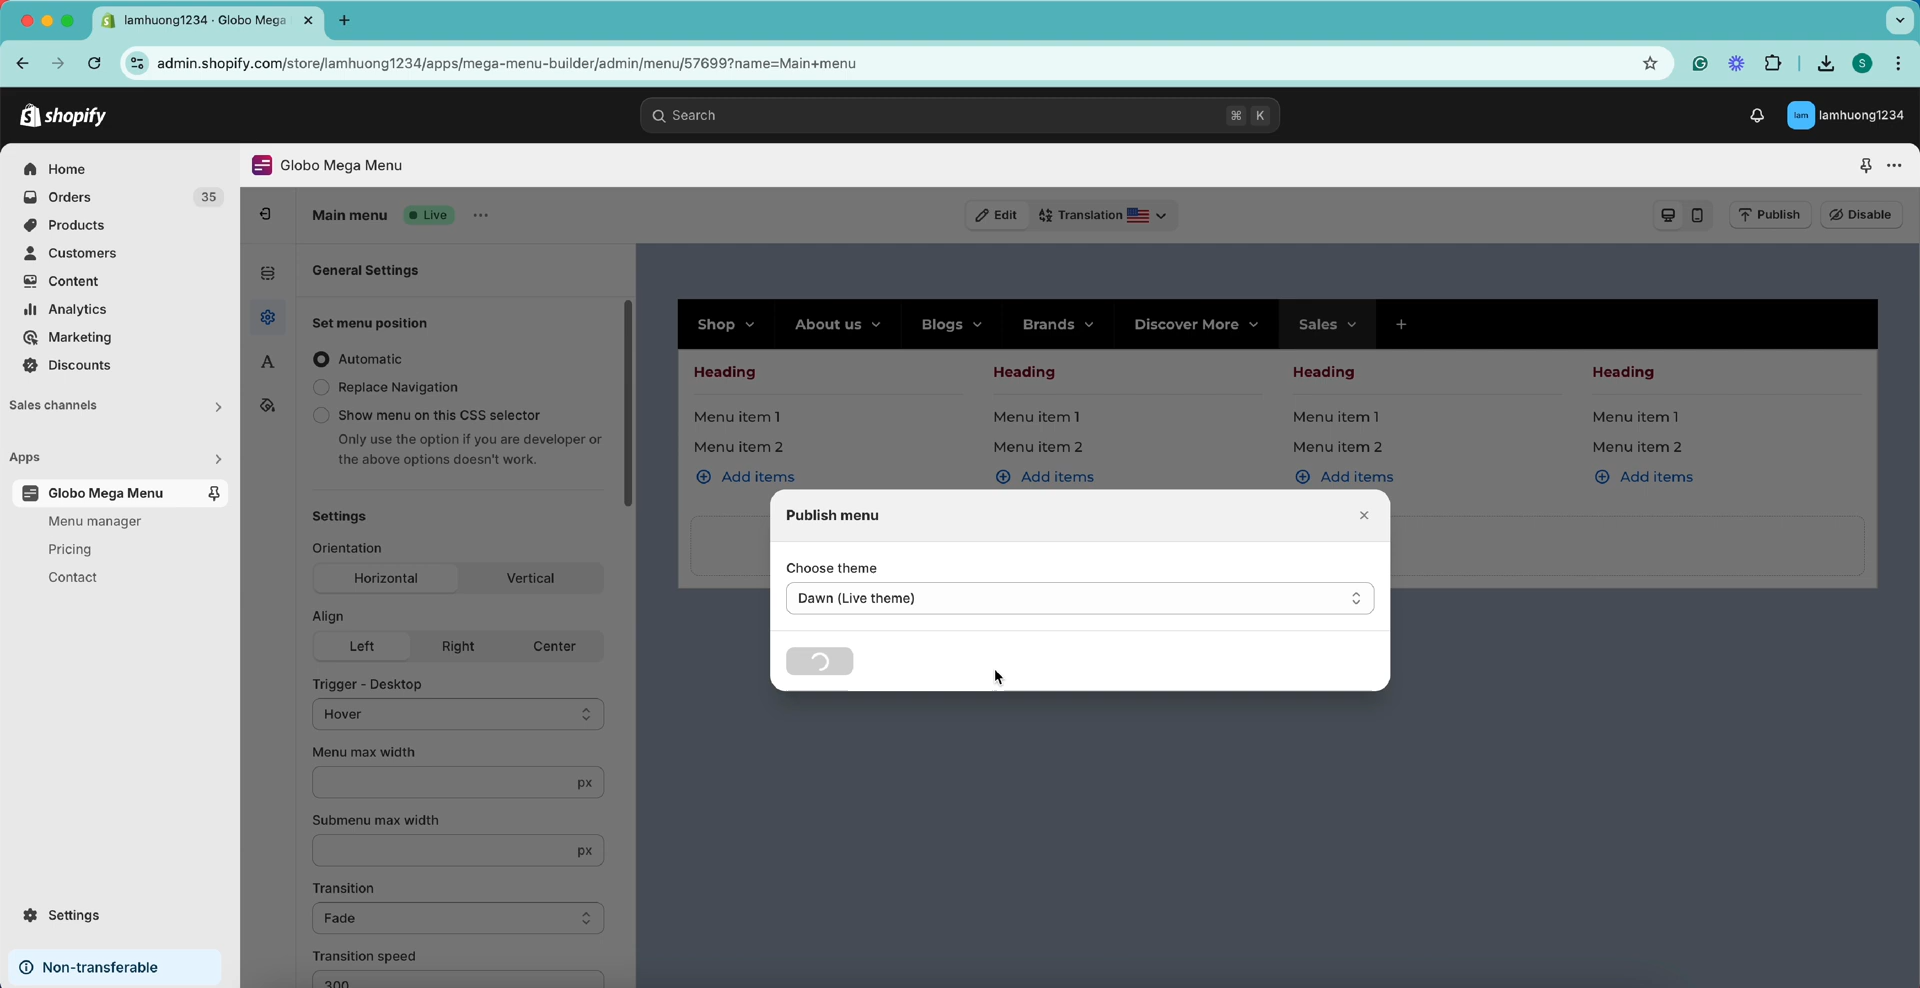 lamhuong1234 · Globo Mega
admin.shopify.com/store/lamhuong1234/apps/mega-menu-builder/admin/menu/57699?name=Main+menu
S
shopify
Search
⌘ K
lam
lamhuong1234
Home
Orders 35
Products
Customers
Content
Analytics
Marketing
Discounts
Sales channels
Apps
Globo Mega Menu
Menu manager
Pricing
Contact
Settings
Non-transferable
Globo Mega Menu
Main menu
Live
Edit
Translation
Publish
Disable
General Settings
Set menu position
Automatic
Replace Navigation
Show menu on this CSS selector
Only use the option if you are developer or
the above options doesn't work.
Settings
Orientation
Horizontal Vertical
Align
Left Right Center
Trigger - Desktop
Hover
Menu max width
px
Submenu max width
px
Transition
Fade
Transition speed
300
Shop About us Blogs Brands Discover More Sales +
Heading Heading Heading Heading
Menu item 1 Menu item 1 Menu item 1 Menu item 1
Menu item 2 Menu item 2 Menu item 2 Menu item 2
Add items Add items Add items Add items
Publish menu
Choose theme
Dawn (Live theme)